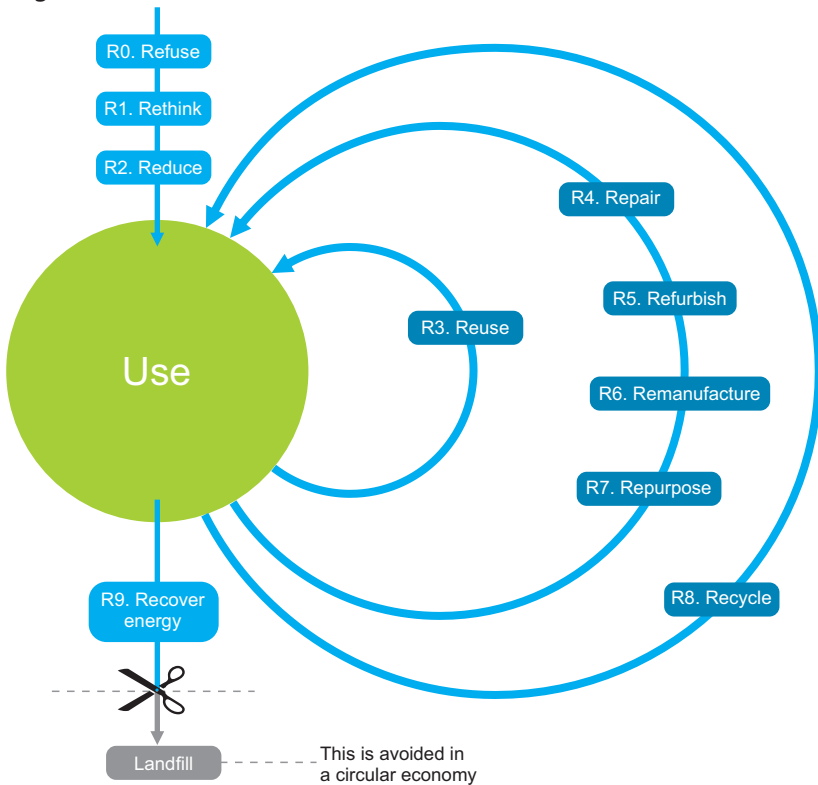 R0. Refuse
R1. Rethink
R2. Reduce
R4. Repair
R5. Refurbish
R3. Reuse
Use
R6. Remanufacture
R7. Repurpose
R9. Recover
energy
R8. Recycle
Landfill
This is avoided in
a circular economy